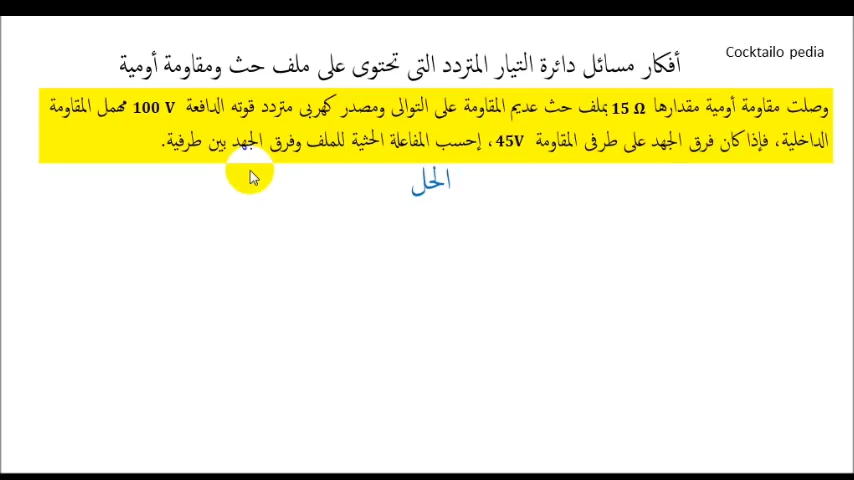 Cocktailo pedia
أفكار مسائل دائرة التيار المتردد التى تحتوى على ملف حث ومقاومة أومية
وصلت مقاومة أومية مقدارها 15 Ω بملف حث عديم المقاومة على التوالى ومصدر كهربى متردد قوته الدافعة 100 V مهمل المقاومة
الداخلية، فإذا كان فرق الجهد على طرفى المقاومة 45V ، إحسب المفاعلة الحثية للملف وفرق الجهد بين طرفية.
الحل